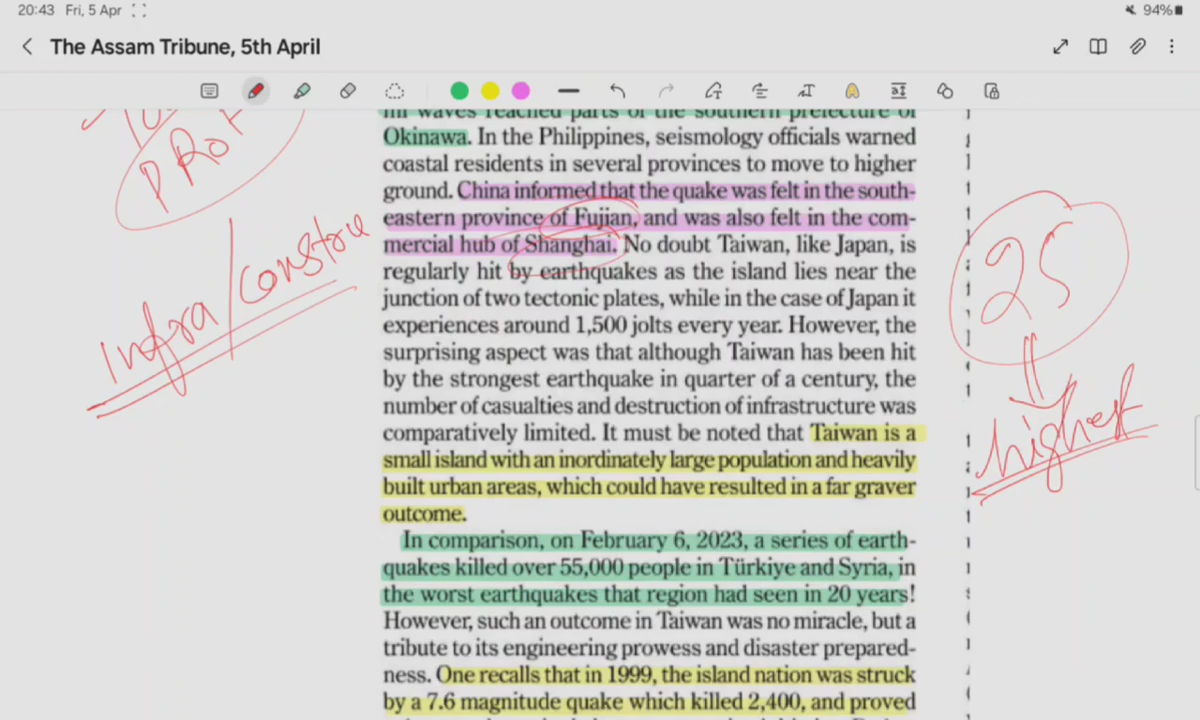 20:43 Fri, 5 Apr
94%
The Assam Tribune, 5th April
mi waves reached parts of the southern prefecture of
Okinawa. In the Philippines, seismology officials warned
coastal residents in several provinces to move to higher
ground. China informed that the quake was felt in the south-
eastern province of Fujian, and was also felt in the com-
mercial hub of Shanghai. No doubt Taiwan, like Japan, is
regularly hit by earthquakes as the island lies near the
junction of two tectonic plates, while in the case of Japan it
experiences around 1,500 jolts every year. However, the
surprising aspect was that although Taiwan has been hit
by the strongest earthquake in quarter of a century, the
number of casualties and destruction of infrastructure was
comparatively limited. It must be noted that Taiwan is a
small island with an inordinately large population and heavily
built urban areas, which could have resulted in a far graver
outcome.
In comparison, on February 6, 2023, a series of earth-
quakes killed over 55,000 people in Türkiye and Syria, in
the worst earthquakes that region had seen in 20 years!
However, such an outcome in Taiwan was no miracle, but a
tribute to its engineering prowess and disaster prepared-
ness. One recalls that in 1999, the island nation was struck
by a 7.6 magnitude quake which killed 2,400, and proved
PROF
Infra/constru
25
highest